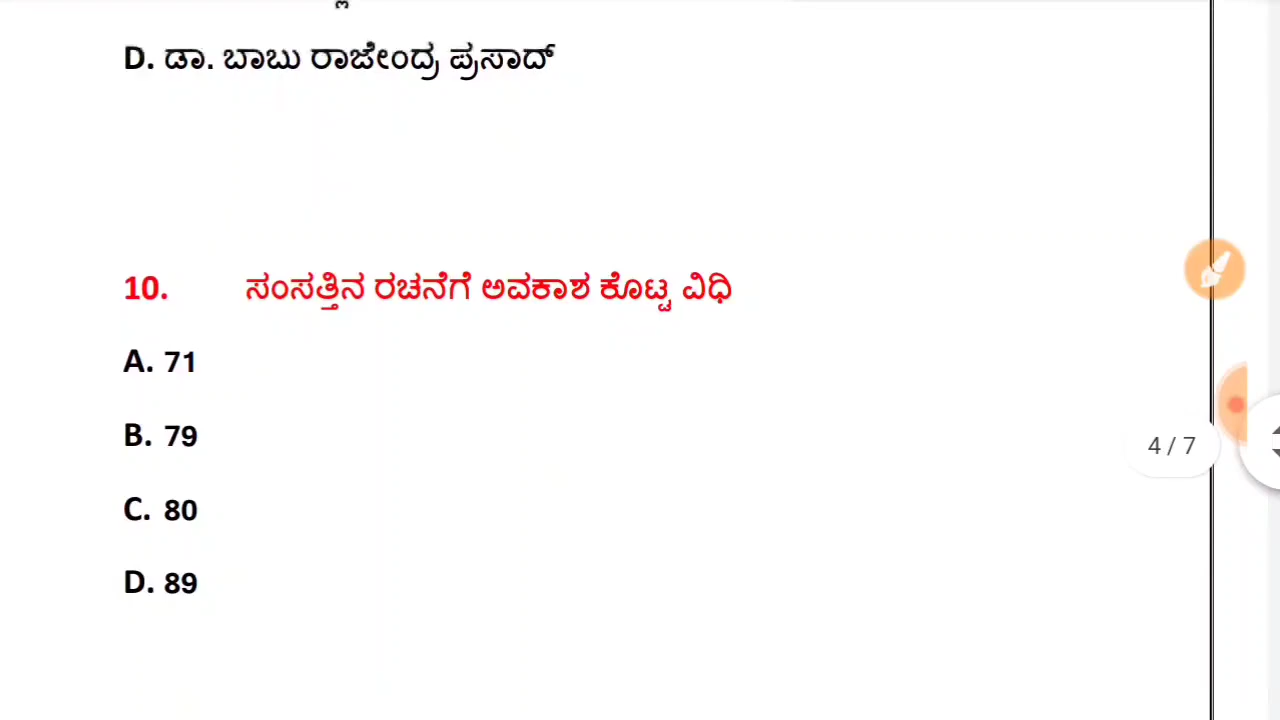 D. ಡಾ. ಬಾಬು ರಾಜೇಂದ್ರ ಪ್ರಸಾದ್
10. ಸಂಸತ್ತಿನ ರಚನೆಗೆ ಅವಕಾಶ ಕೊಟ್ಟ ವಿಧಿ
A. 71
B. 79
4 / 7
C. 80
D. 89